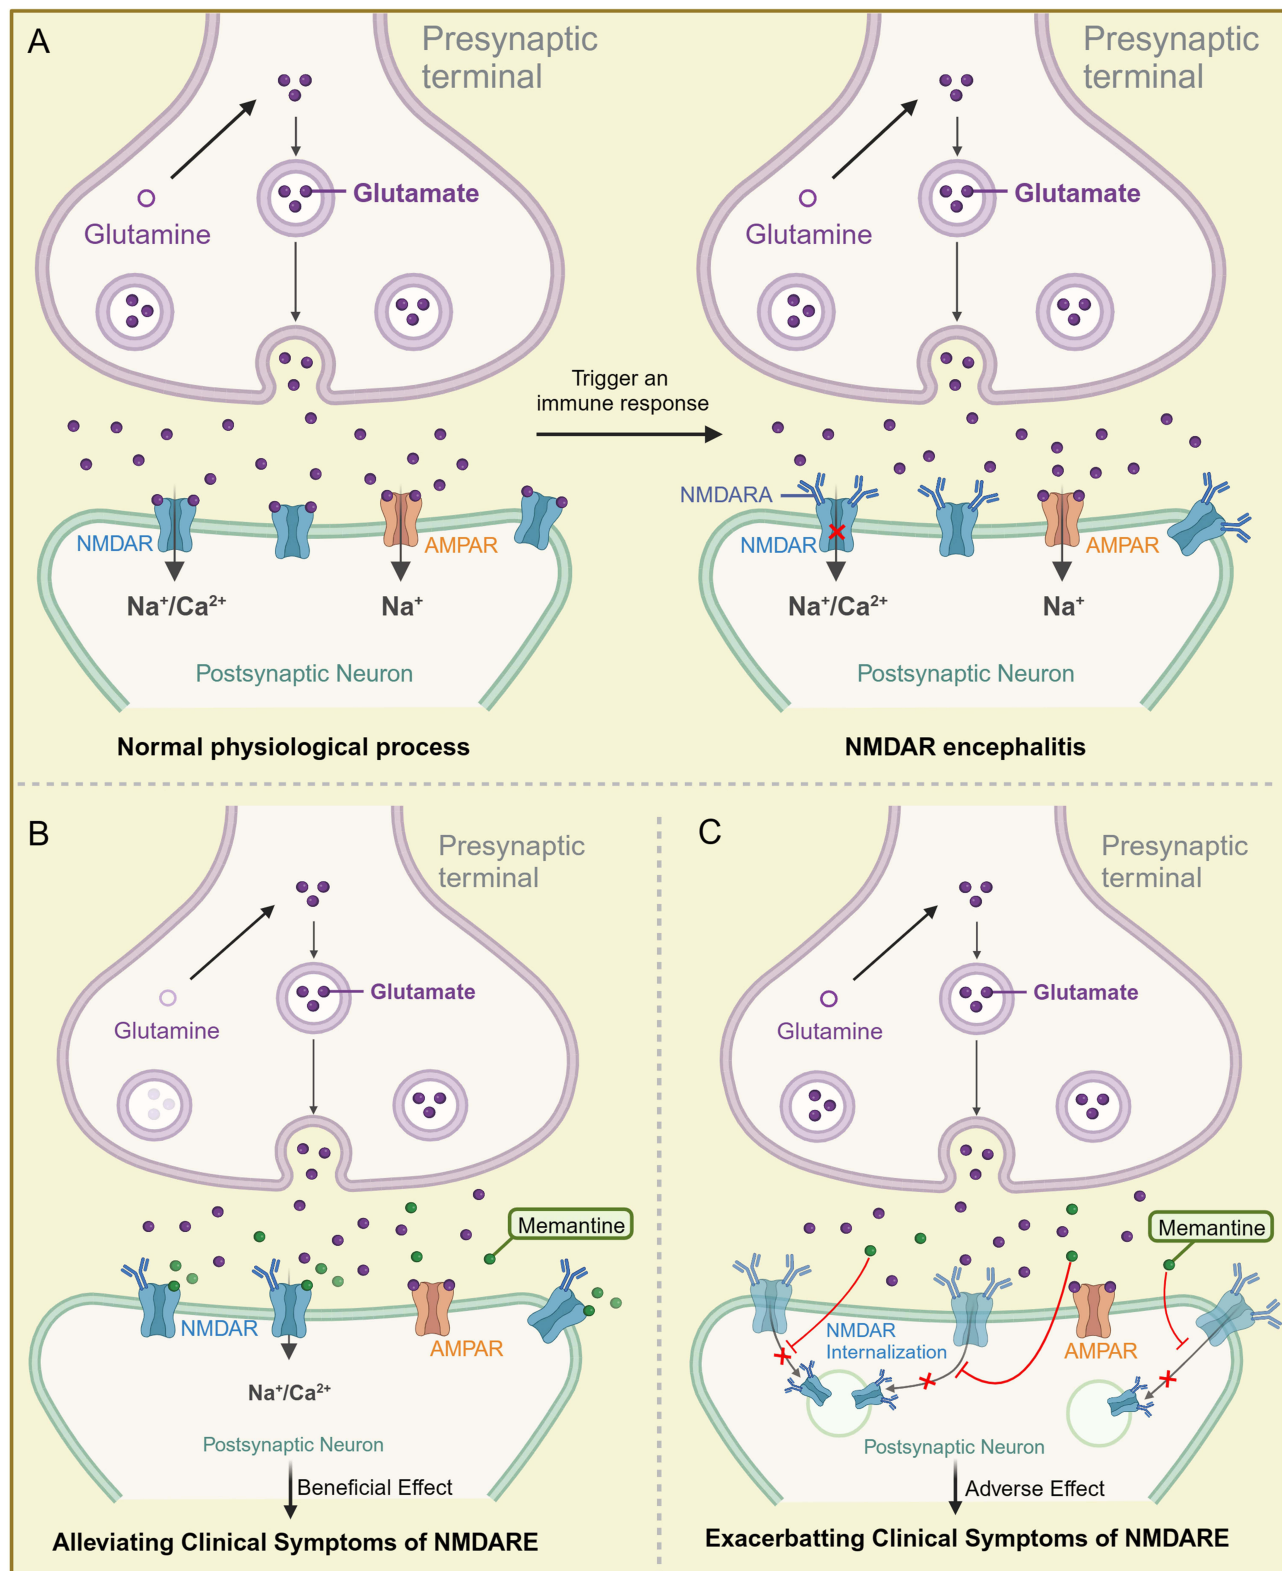 A
Presynaptic
terminal
Glutamate
Glutamine
NMDAR
AMPAR
Na⁺/Ca²⁺
Na⁺
Postsynaptic Neuron
Normal physiological process
Trigger an
immune response
Presynaptic
terminal
Glutamate
Glutamine
NMDARA
NMDAR
AMPAR
Na⁺/Ca²⁺
Na⁺
Postsynaptic Neuron
NMDAR encephalitis
B
Presynaptic
terminal
Glutamate
Glutamine
Memantine
NMDAR
AMPAR
Na⁺/Ca²⁺
Postsynaptic Neuron
Beneficial Effect
Alleviating Clinical Symptoms of NMDARE
C
Presynaptic
terminal
Glutamate
Glutamine
Memantine
NMDAR
Internalization
AMPAR
Postsynaptic Neuron
Adverse Effect
Exacerbatting Clinical Symptoms of NMDARE